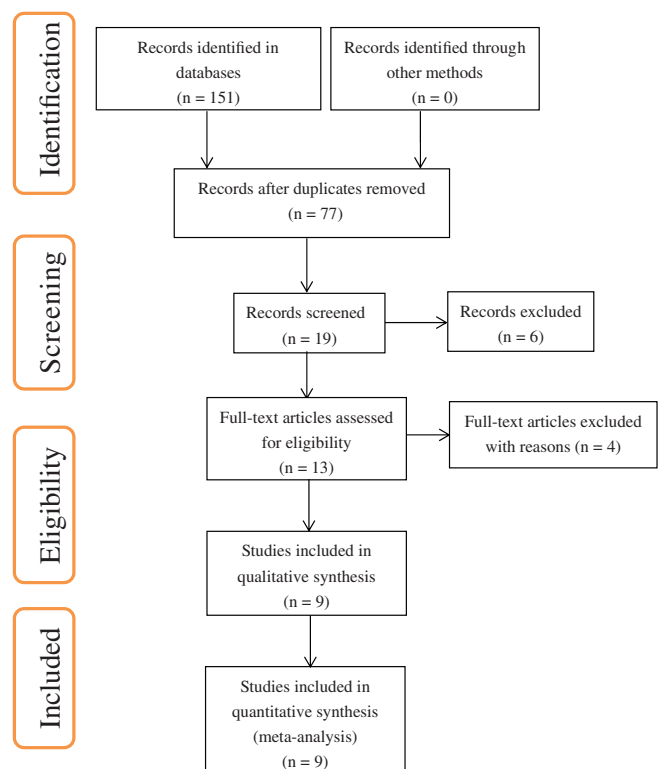 Identification
Records identified in
databases
(n = 151)
Records identified through
other methods
(n = 0)
Records after duplicates removed
(n = 77)
Screening
Records screened
(n = 19)
Records excluded
(n = 6)
Eligibility
Full-text articles assessed
for eligibility
(n = 13)
Full-text articles excluded
with reasons (n = 4)
Studies included in
qualitative synthesis
(n = 9)
Included
Studies included in
quantitative synthesis
(meta-analysis)
(n = 9)